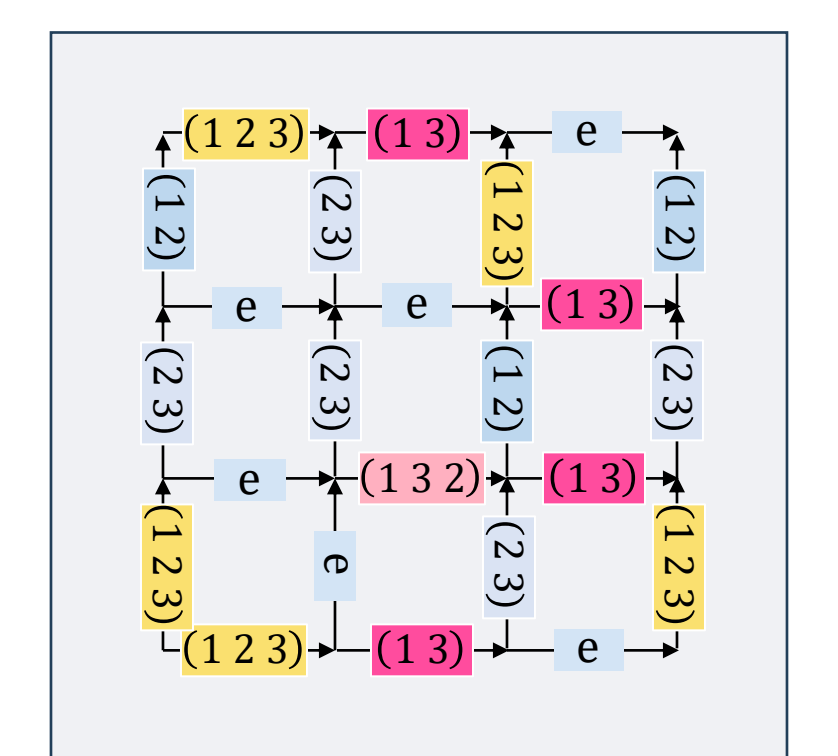 (1 2 3) (1 3) e
(1 2) (2 3) (1 2 3) (1 2)
e e (1 3)
(2 3) (2 3) (1 2) (2 3)
e (1 3 2) (1 3)
(1 2 3) e (2 3) (1 2 3)
(1 2 3) (1 3) e